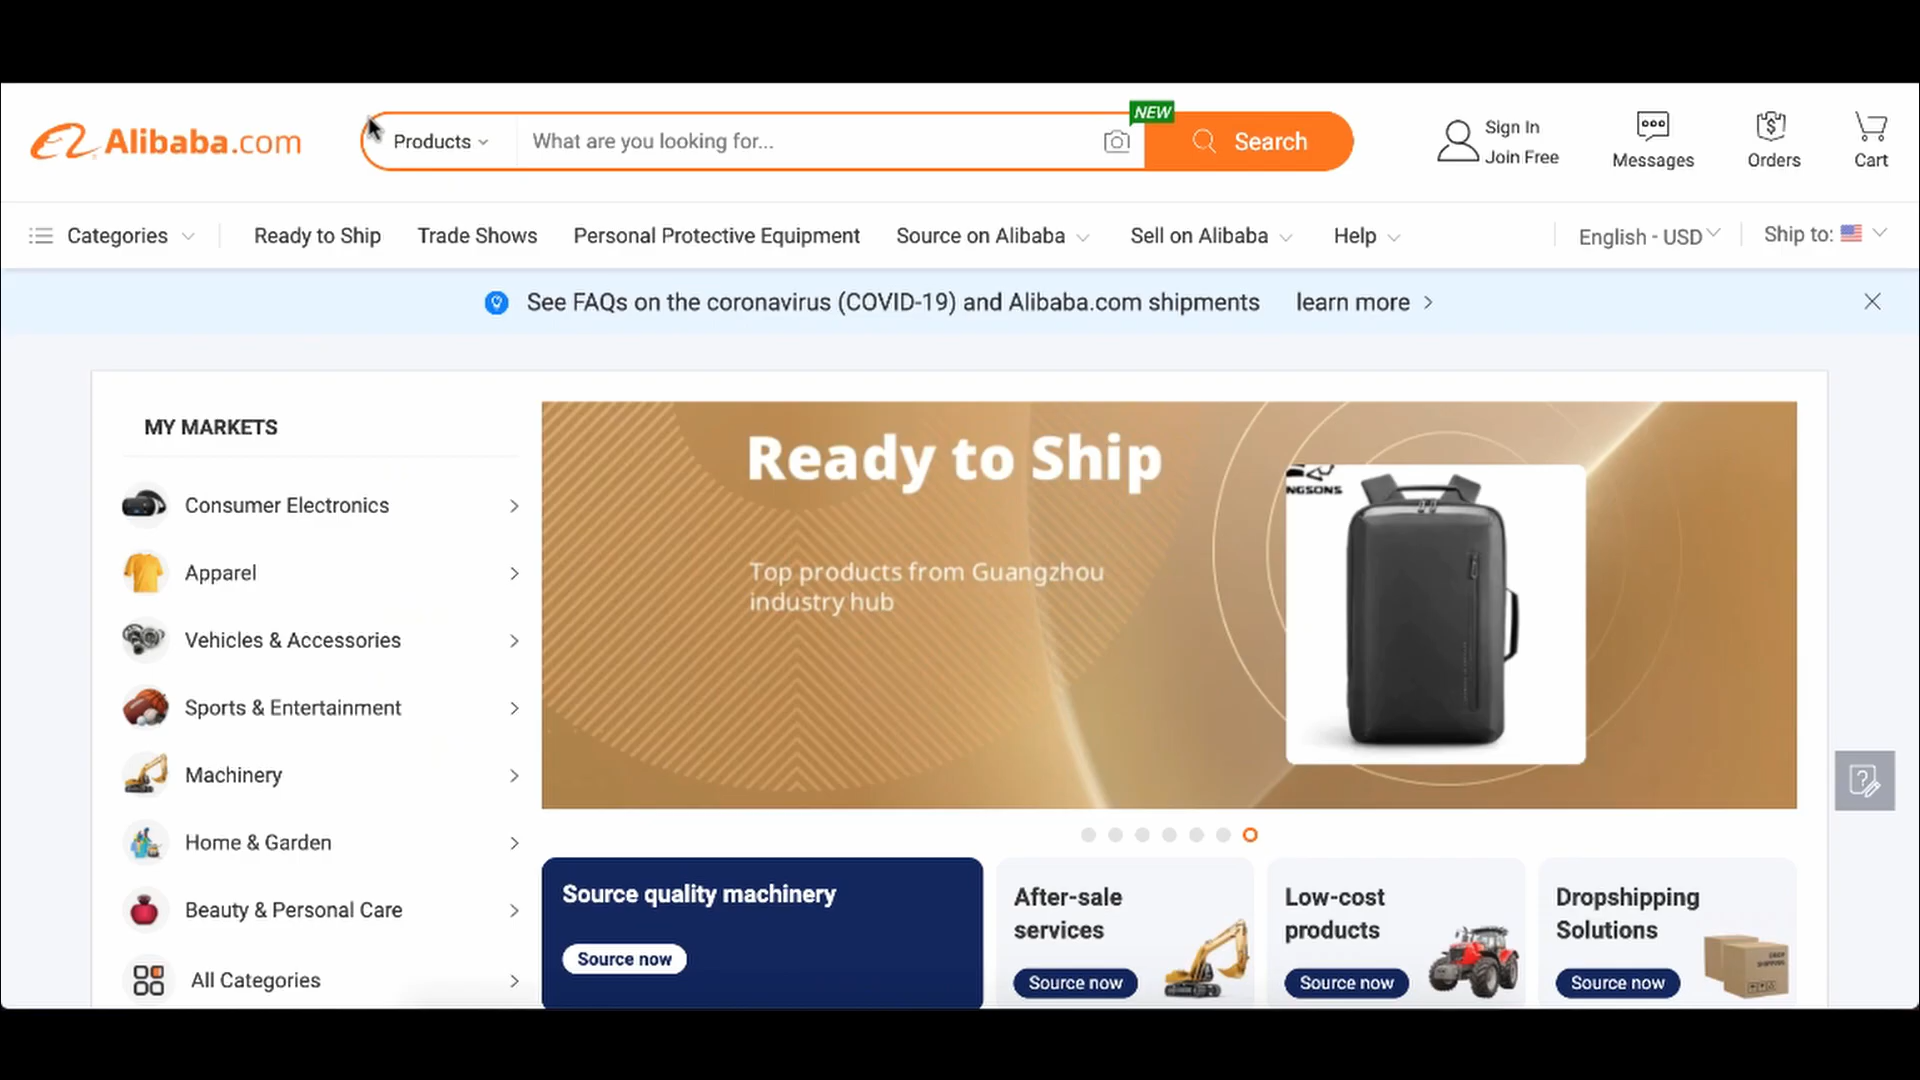 Alibaba.com
Products
What are you looking for...
NEW
Search
Sign In
Join Free
Messages
Orders
Cart
Categories
Ready to Ship
Trade Shows
Personal Protective Equipment
Source on Alibaba
Sell on Alibaba
Help
English - USD
Ship to:
See FAQs on the coronavirus (COVID-19) and Alibaba.com shipments
learn more
MY MARKETS
Consumer Electronics
Apparel
Vehicles & Accessories
Sports & Entertainment
Machinery
Home & Garden
Beauty & Personal Care
All Categories
Ready to Ship
Top products from Guangzhou
industry hub
NGSONS
Source quality machinery
Source now
After-sale
services
Source now
Low-cost
products
Source now
Dropshipping
Solutions
Source now
DROP
SHIPPING